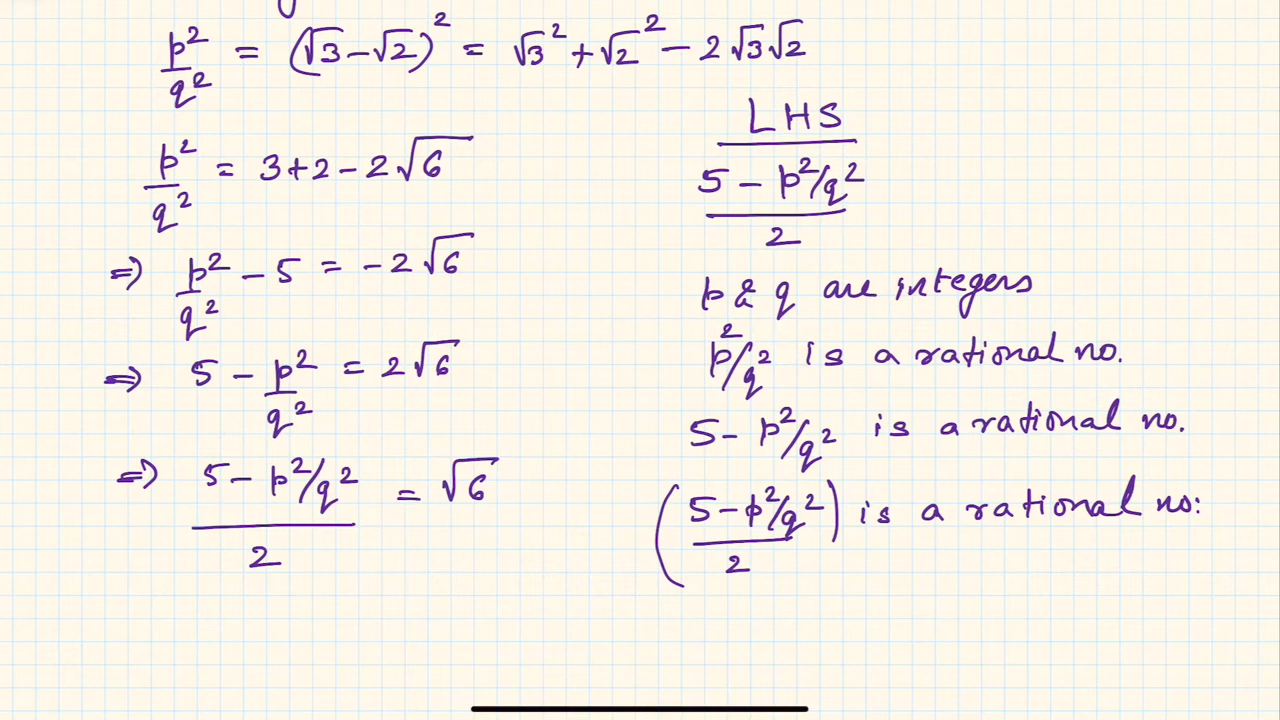 p²/q² = (√3-√2)² = √3² + √2² - 2√3√2
p²/q² = 3+2-2√6
⇒ p²/q² - 5 = -2√6
⇒ 5 - p²/q² = 2√6
⇒ (5 - p²/q²)/2 = √6
LHS
(5 - p²/q²)/2
p & q are integers
p²/q² is a rational no.
5 - p²/q² is a rational no.
((5 - p²/q²)/2) is a rational no: